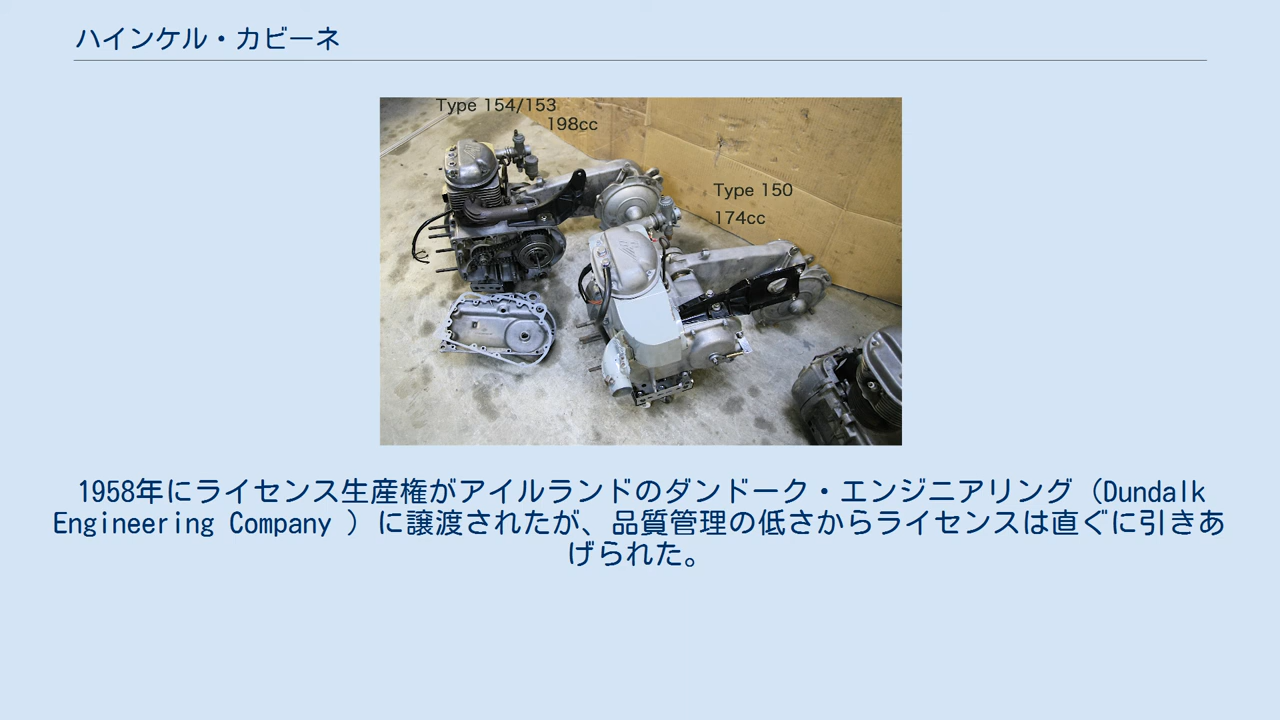 ハインケル・カビーネ
Type 154/153
198cc
Type 150
174cc
1958年にライセンス生産権がアイルランドのダンドーク・エンジニアリング（Dundalk
Engineering Company ）に譲渡されたが、品質管理の低さからライセンスは直ぐに引きあ
げられた。